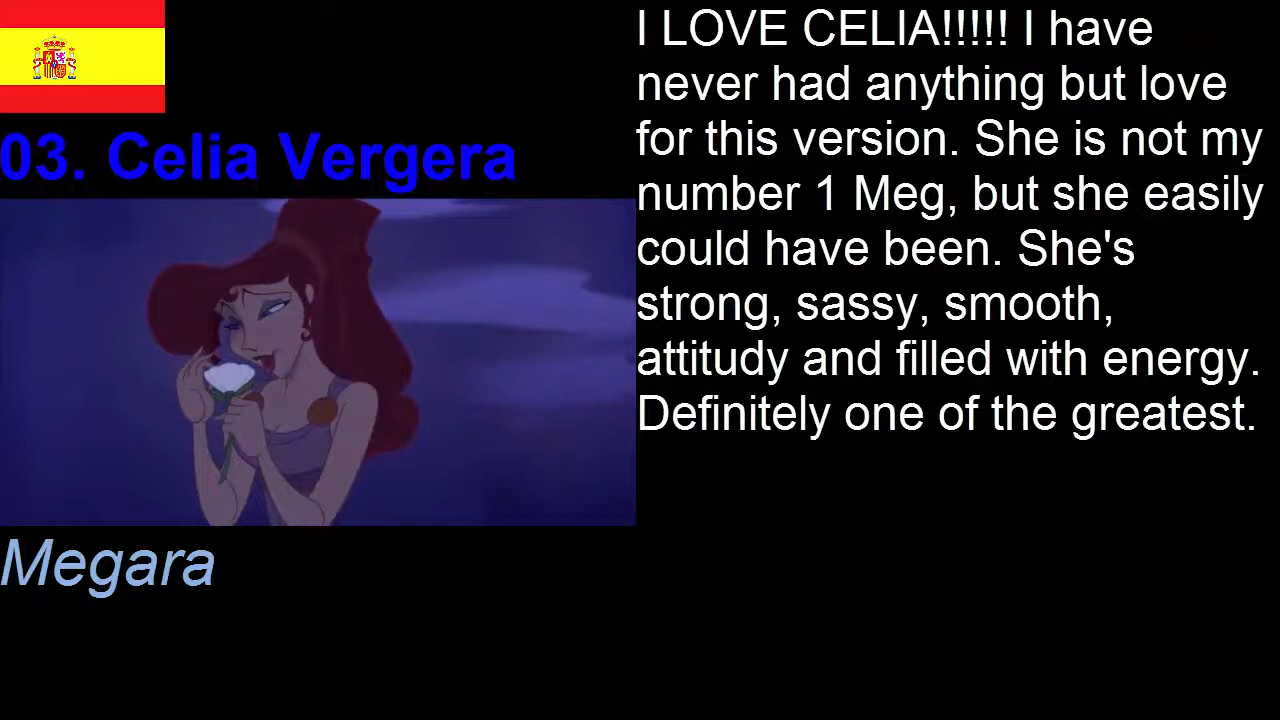 03. Celia Vergera
Megara
I LOVE CELIA!!!!! I have
never had anything but love
for this version. She is not my
number 1 Meg, but she easily
could have been. She's
strong, sassy, smooth,
attitudy and filled with energy.
Definitely one of the greatest.